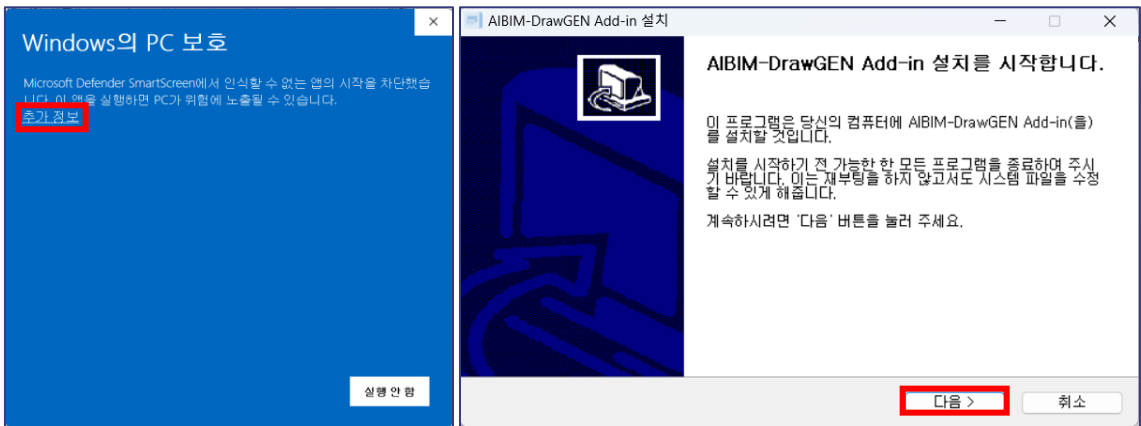 Windows의 PC 보호
Microsoft Defender SmartScreen에서 인식할 수 없는 앱의 시작을 차단했습
니다. 이 앱을 실행하면 PC가 위험에 노출될 수 있습니다.
추가 정보
실행 안 함
AIBIM-DrawGEN Add-in 설치
AIBIM-DrawGEN Add-in 설치를 시작합니다.
이 프로그램은 당신의 컴퓨터에 AIBIM-DrawGEN Add-in(을)
를 설치할 것입니다.
설치를 시작하기 전 가능한 한 모든 프로그램을 종료하여 주시
기 바랍니다. 이는 재부팅을 하지 않고서도 시스템 파일을 수정
할 수 있게 해줍니다.
계속하시려면 '다음' 버튼을 눌러 주세요.
다음 >
취소